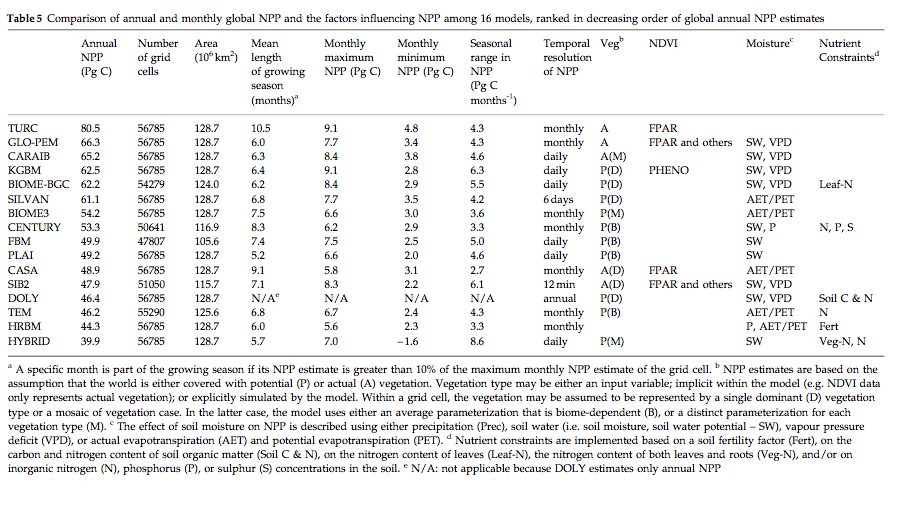 Table 5 Comparison of annual and monthly global NPP and the factors influencing NPP among 16 models, ranked in decreasing order of global annual NPP estimates
Annual NPP (Pg C) Number of grid cells Area (10⁶ km²) Mean length of growing season (months)ᵃ Monthly maximum NPP (Pg C) Monthly minimum NPP (Pg C) Seasonal range in NPP (Pg C months⁻¹) Temporal resolution of NPP Vegᵇ NDVI Moistureᶜ Nutrient Constraintsᵈ
TURC 80.5 56785 128.7 10.5 9.1 4.8 4.3 monthly A FPAR
GLO-PEM 66.3 56785 128.7 6.0 7.7 3.4 4.3 monthly A FPAR and others SW, VPD
CARAIB 65.2 56785 128.7 6.3 8.4 3.8 4.6 daily A(M) SW, VPD
KGBM 62.5 56785 128.7 6.4 9.1 2.8 6.3 daily P(D) PHENO SW, VPD
BIOME-BGC 62.2 54279 124.0 6.2 8.4 2.9 5.5 daily P(D) SW, VPD Leaf-N
SILVAN 61.1 56785 128.7 6.8 7.7 3.5 4.2 6 days P(D) AET/PET
BIOME3 54.2 56785 128.7 7.5 6.6 3.0 3.6 monthly P(M) AET/PET
CENTURY 53.3 50641 116.9 8.3 6.2 2.9 3.3 monthly P(B) SW, P N, P, S
FBM 49.9 47807 105.6 7.4 7.5 2.5 5.0 daily P(B) SW
PLAI 49.2 56785 128.7 5.2 6.6 2.0 4.6 daily P(B) SW
CASA 48.9 56785 128.7 9.1 5.8 3.1 2.7 monthly A(D) FPAR AET/PET
SIB2 47.9 51050 115.7 7.1 8.3 2.2 6.1 12 min A(D) FPAR and others SW, VPD
DOLY 46.4 56785 128.7 N/Aᵉ N/A N/A N/A annual P(D) SW, VPD Soil C & N
TEM 46.2 55290 125.6 6.8 6.7 2.4 4.3 monthly P(B) AET/PET N
HRBM 44.3 56785 128.7 6.0 5.6 2.3 3.3 monthly P, AET/PET Fert
HYBRID 39.9 56785 128.7 5.7 7.0 −1.6 8.6 daily P(M) SW Veg-N, N
ᵃ A specific month is part of the growing season if its NPP estimate is greater than 10% of the maximum monthly NPP estimate of the grid cell. ᵇ NPP estimates are based on the
assumption that the world is either covered with potential (P) or actual (A) vegetation. Vegetation type may be either an input variable; implicit within the model (e.g. NDVI data
only represents actual vegetation); or explicitly simulated by the model. Within a grid cell, the vegetation may be assumed to be represented by a single dominant (D) vegetation
type or a mosaic of vegetation case. In the latter case, the model uses either an average parameterization that is biome-dependent (B), or a distinct parameterization for each
vegetation type (M). ᶜ The effect of soil moisture on NPP is described using either precipitation (Prec), soil water (i.e. soil moisture, soil water potential – SW), vapour pressure
deficit (VPD), or actual evapotranspiration (AET) and potential evapotranspiration (PET). ᵈ Nutrient constraints are implemented based on a soil fertility factor (Fert), on the
carbon and nitrogen content of soil organic matter (Soil C & N), on the nitrogen content of leaves (Leaf-N), the nitrogen content of both leaves and roots (Veg-N), and/or on
inorganic nitrogen (N), phosphorus (P), or sulphur (S) concentrations in the soil. ᵉ N/A: not applicable because DOLY estimates only annual NPP